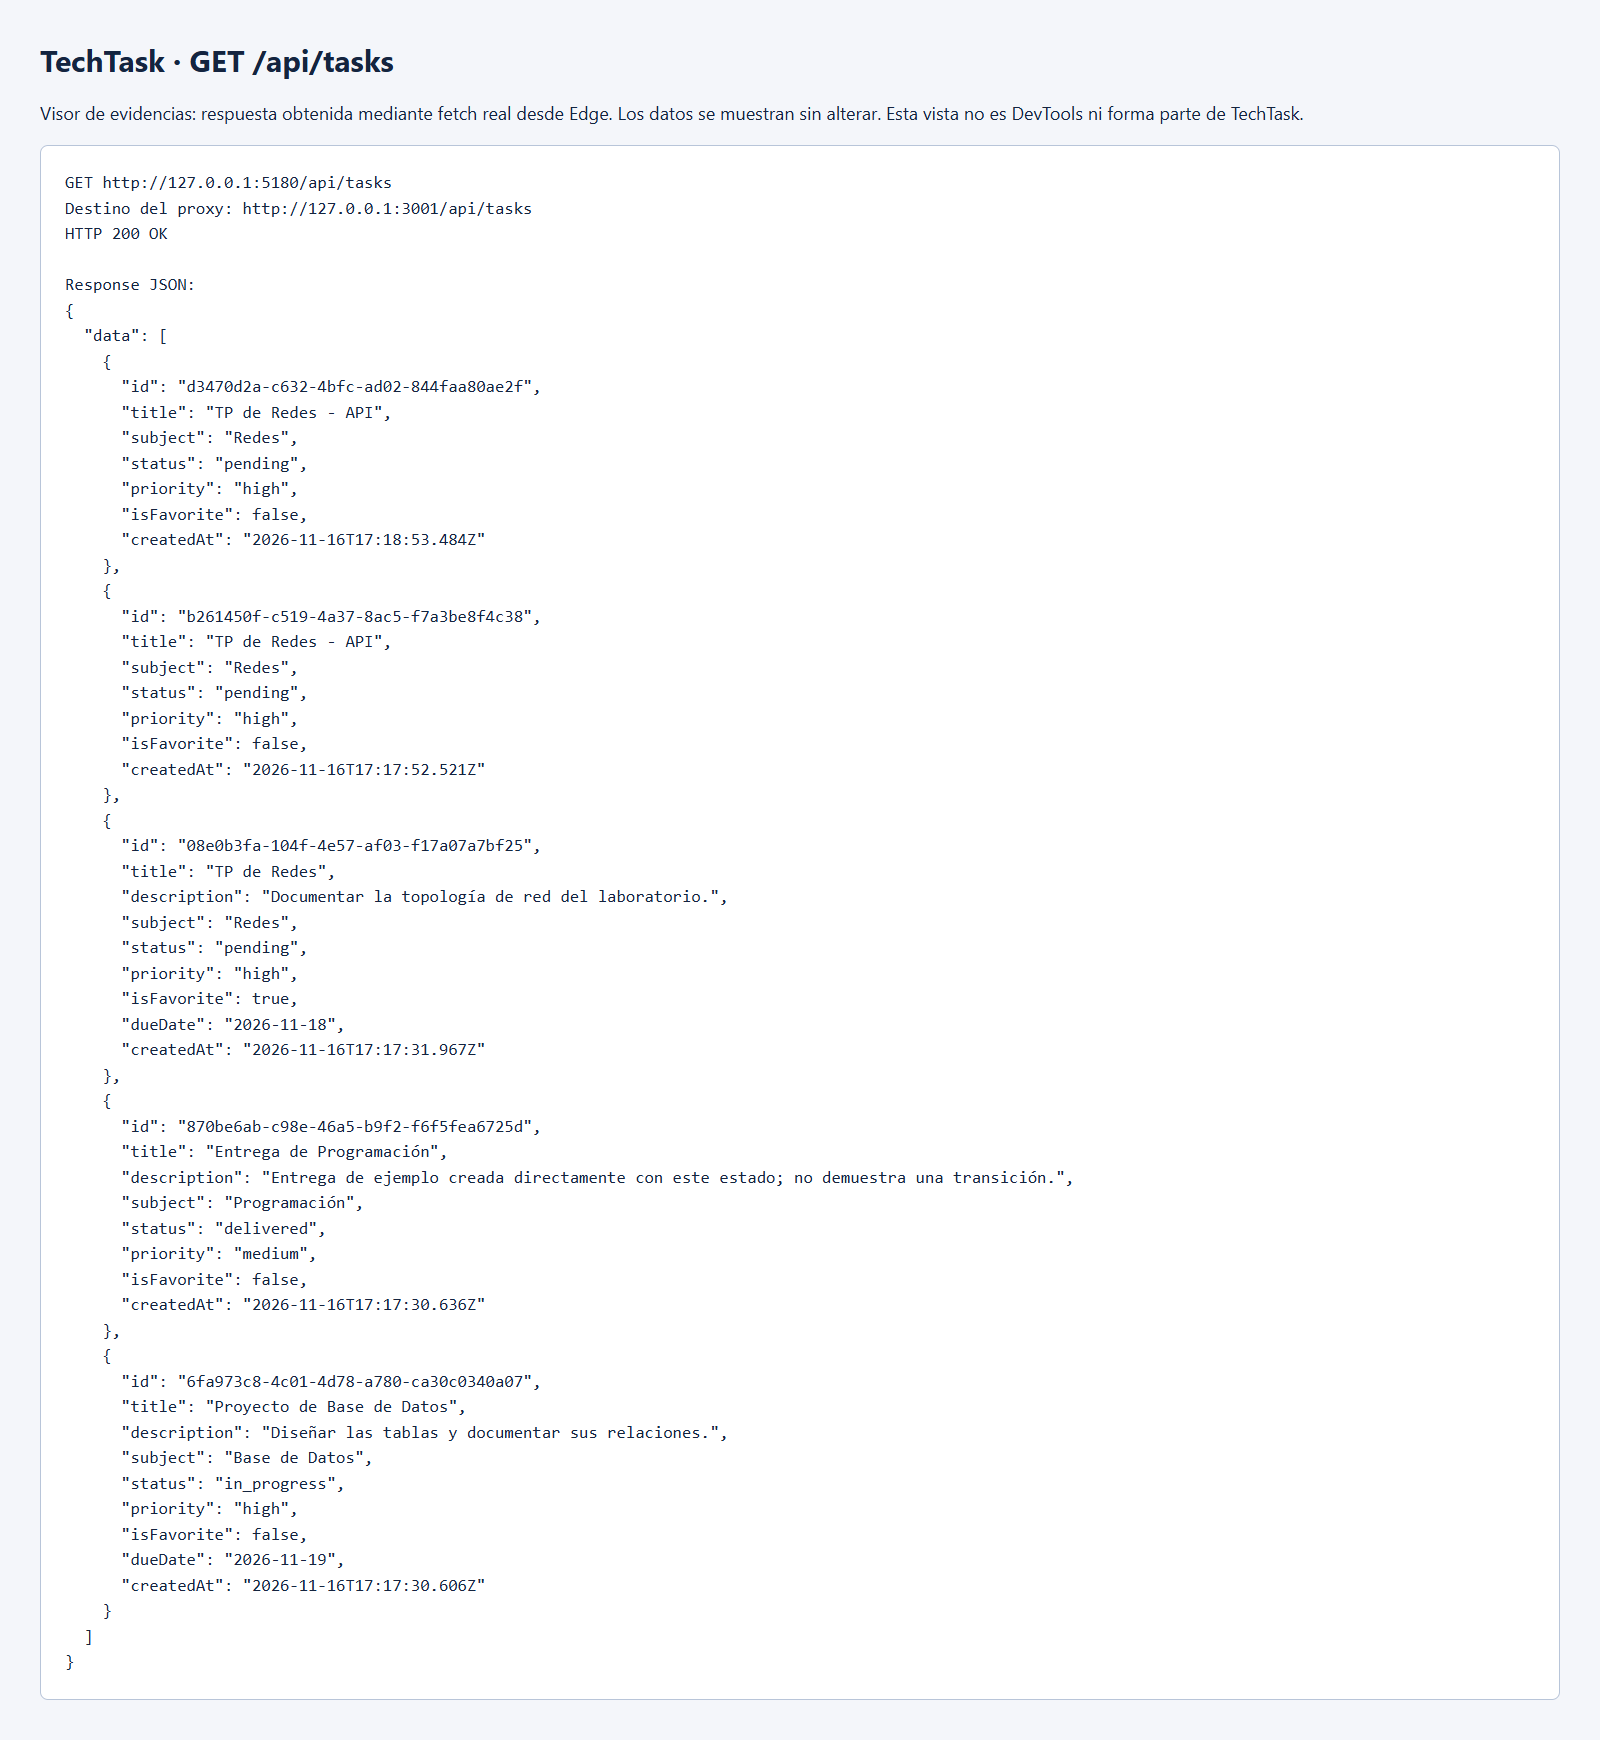 TechTask · GET /api/tasks
Visor de evidencias: respuesta obtenida mediante fetch real desde Edge. Los datos se muestran sin alterar. Esta vista no es DevTools ni forma parte de TechTask.
GET http://127.0.0.1:5180/api/tasks
Destino del proxy: http://127.0.0.1:3001/api/tasks
HTTP 200 OK
Response JSON:
{
  "data": [
    {
      "id": "d3470d2a-c632-4bfc-ad02-844faa80ae2f",
      "title": "TP de Redes - API",
      "subject": "Redes",
      "status": "pending",
      "priority": "high",
      "isFavorite": false,
      "createdAt": "2026-11-16T17:18:53.484Z"
    },
    {
      "id": "b261450f-c519-4a37-8ac5-f7a3be8f4c38",
      "title": "TP de Redes - API",
      "subject": "Redes",
      "status": "pending",
      "priority": "high",
      "isFavorite": false,
      "createdAt": "2026-11-16T17:17:52.521Z"
    },
    {
      "id": "08e0b3fa-104f-4e57-af03-f17a07a7bf25",
      "title": "TP de Redes",
      "description": "Documentar la topología de red del laboratorio.",
      "subject": "Redes",
      "status": "pending",
      "priority": "high",
      "isFavorite": true,
      "dueDate": "2026-11-18",
      "createdAt": "2026-11-16T17:17:31.967Z"
    },
    {
      "id": "870be6ab-c98e-46a5-b9f2-f6f5fea6725d",
      "title": "Entrega de Programación",
      "description": "Entrega de ejemplo creada directamente con este estado; no demuestra una transición.",
      "subject": "Programación",
      "status": "delivered",
      "priority": "medium",
      "isFavorite": false,
      "createdAt": "2026-11-16T17:17:30.636Z"
    },
    {
      "id": "6fa973c8-4c01-4d78-a780-ca30c0340a07",
      "title": "Proyecto de Base de Datos",
      "description": "Diseñar las tablas y documentar sus relaciones.",
      "subject": "Base de Datos",
      "status": "in_progress",
      "priority": "high",
      "isFavorite": false,
      "dueDate": "2026-11-19",
      "createdAt": "2026-11-16T17:17:30.606Z"
    }
  ]
}